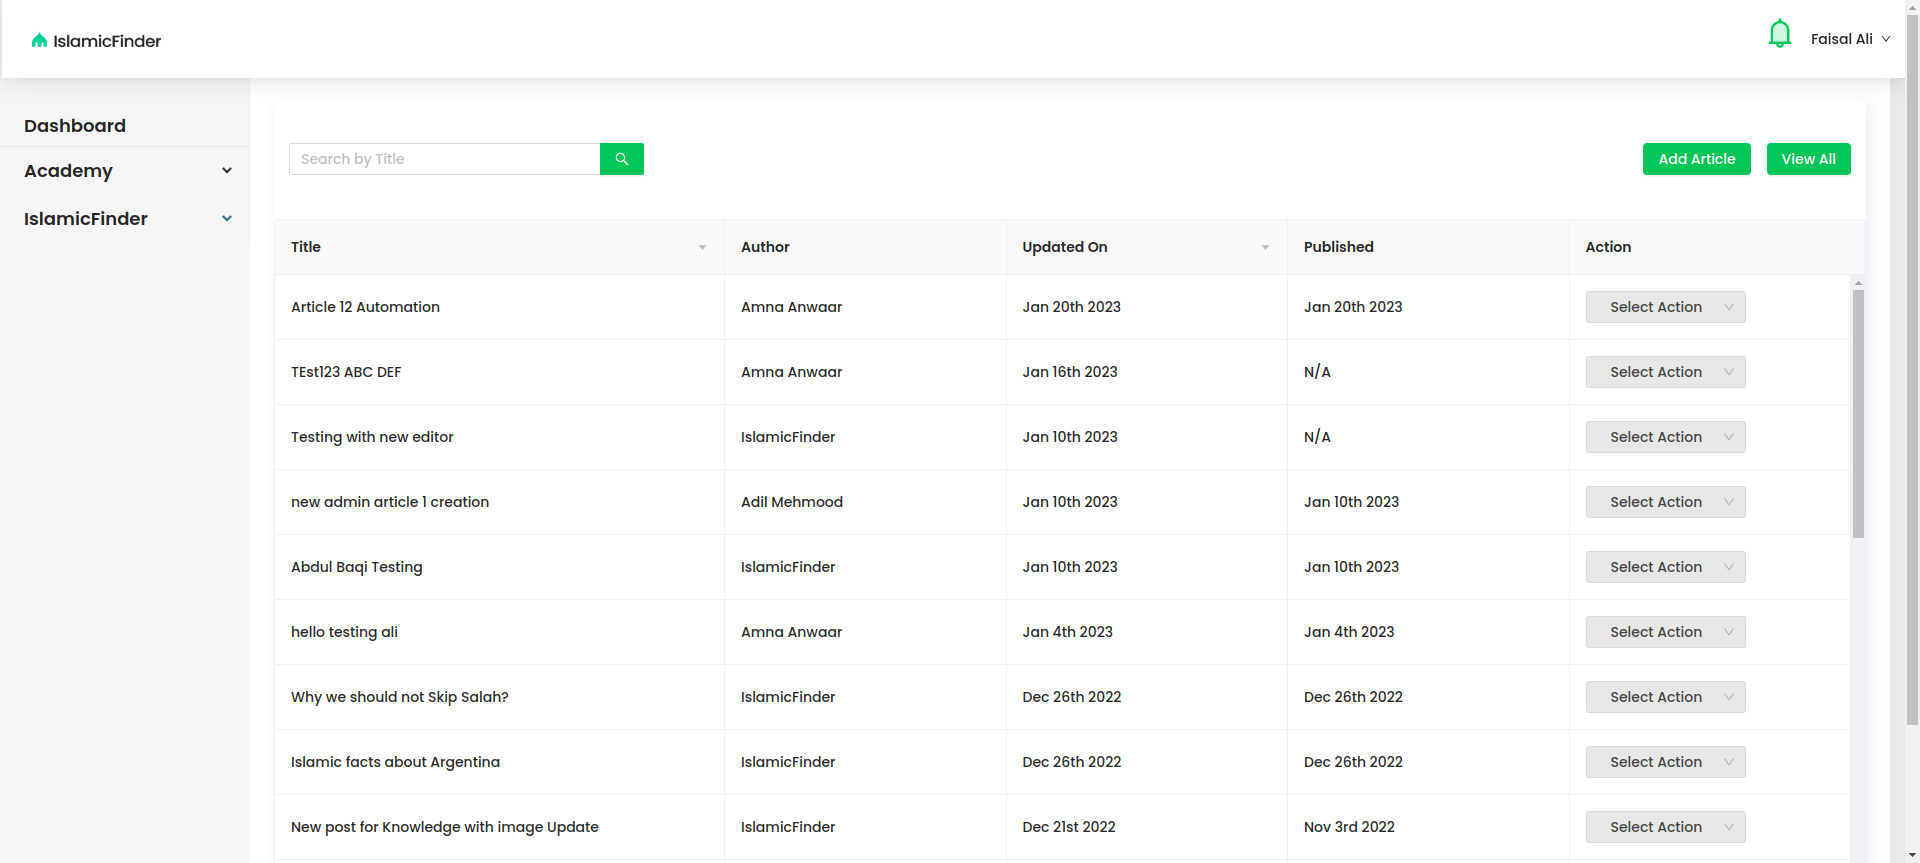 IslamicFinder
Faisal Ali
Dashboard
Academy
IslamicFinder
Search by Title
Add Article
View All
Title Author Updated On Published Action
Article 12 Automation Amna Anwaar Jan 20th 2023 Jan 20th 2023 Select Action
TEst123 ABC DEF Amna Anwaar Jan 16th 2023 N/A Select Action
Testing with new editor IslamicFinder Jan 10th 2023 N/A Select Action
new admin article 1 creation Adil Mehmood Jan 10th 2023 Jan 10th 2023 Select Action
Abdul Baqi Testing IslamicFinder Jan 10th 2023 Jan 10th 2023 Select Action
hello testing ali Amna Anwaar Jan 4th 2023 Jan 4th 2023 Select Action
Why we should not Skip Salah? IslamicFinder Dec 26th 2022 Dec 26th 2022 Select Action
Islamic facts about Argentina IslamicFinder Dec 26th 2022 Dec 26th 2022 Select Action
New post for Knowledge with image Update IslamicFinder Dec 21st 2022 Nov 3rd 2022 Select Action